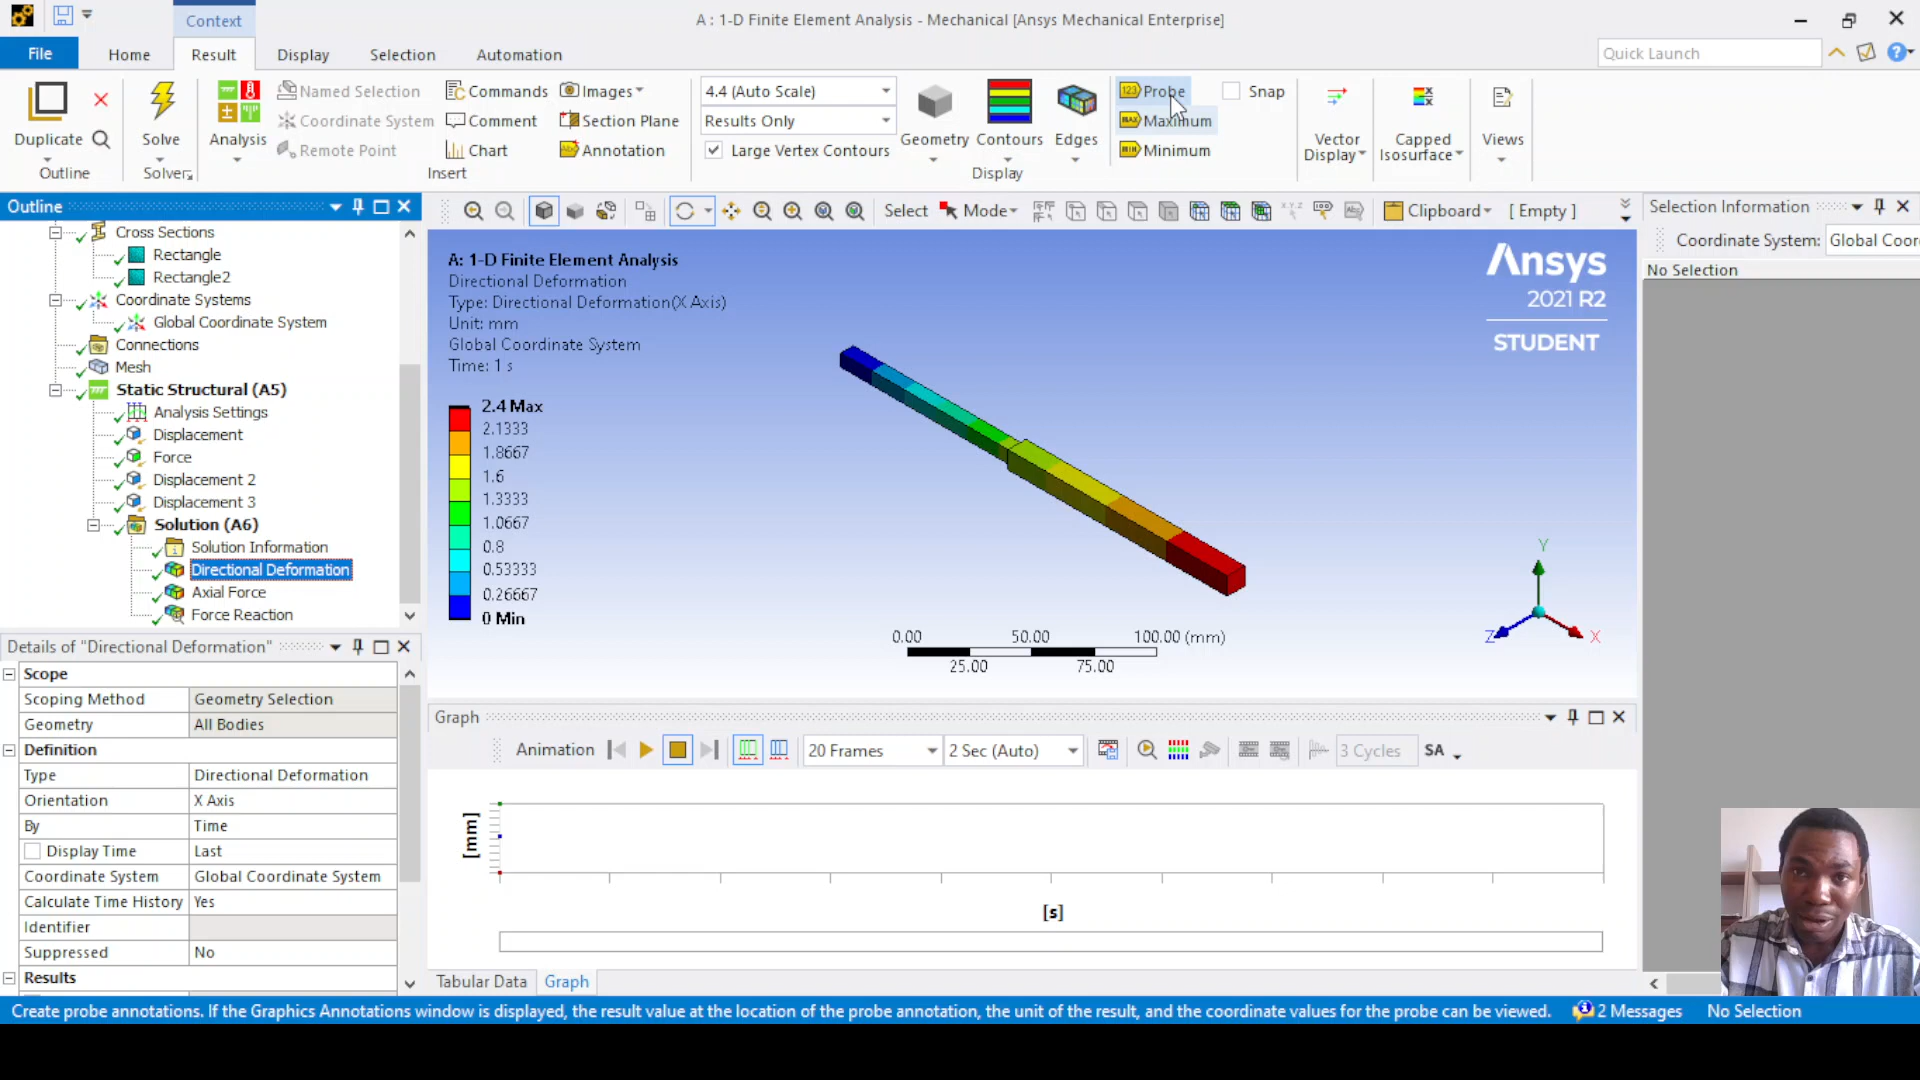 Context
A : 1-D Finite Element Analysis - Mechanical [Ansys Mechanical Enterprise]
File
Home
Result
Display
Selection
Automation
Quick Launch
Duplicate
Outline
Solve
Solver
Analysis
Named Selection
Coordinate System
Remote Point
Commands
Comment
Chart
Images
Section Plane
Annotation
Insert
4.4 (Auto Scale)
Results Only
Large Vertex Contours
Geometry
Contours
Edges
Probe
Maximum
Minimum
Snap
Display
Vector
Display
Capped
Isosurface
Views
Outline
Select
Mode
Clipboard
[ Empty ]
Selection Information
Coordinate System:
Global Coor
No Selection
Cross Sections
Rectangle
Rectangle2
Coordinate Systems
Global Coordinate System
Connections
Mesh
Static Structural (A5)
Analysis Settings
Displacement
Force
Displacement 2
Displacement 3
Solution (A6)
Solution Information
Directional Deformation
Axial Force
Force Reaction
A: 1-D Finite Element Analysis
Directional Deformation
Type: Directional Deformation(X Axis)
Unit: mm
Global Coordinate System
Time: 1 s
2.4 Max
2.1333
1.8667
1.6
1.3333
1.0667
0.8
0.53333
0.26667
0 Min
Ansys
2021 R2
STUDENT
0.00
50.00
100.00 (mm)
25.00
75.00
Y
Z
X
Details of "Directional Deformation"
Scope
Scoping Method
Geometry Selection
Geometry
All Bodies
Definition
Type
Directional Deformation
Orientation
X Axis
By
Time
Display Time
Last
Coordinate System
Global Coordinate System
Calculate Time History
Yes
Identifier
Suppressed
No
Results
Graph
Animation
20 Frames
2 Sec (Auto)
3 Cycles
SA
[mm]
[s]
Tabular Data
Graph
Create probe annotations. If the Graphics Annotations window is displayed, the result value at the location of the probe annotation, the unit of the result, and the coordinate values for the probe can be viewed.
2 Messages
No Selection